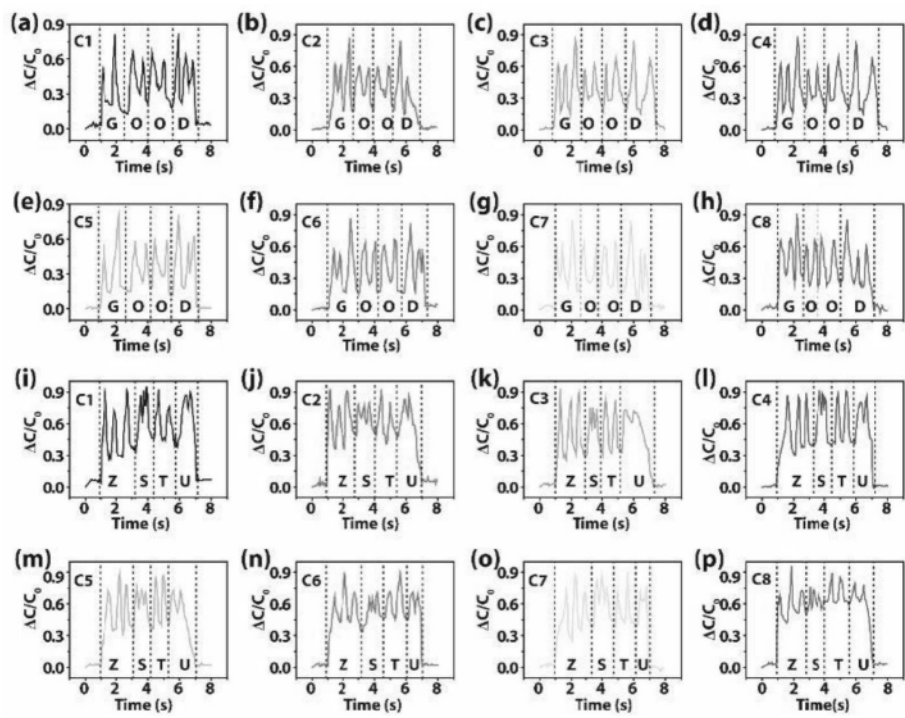 (a) (b) (c) (d)
0.9 C1 0.9 C2 0.9 C3 0.9 C4
0.6 0.6 0.6 0.6
ΔC/C0 ΔC/C0 ΔC/C0 ΔC/C0
0.3 0.3 0.3 0.3
0.0 G O O D 0.0 G O O D 0.0 G O O D 0.0 G O O D
0 2 4 6 8 0 2 4 6 8 0 2 4 6 8 0 2 4 6 8
Time (s) Time (s) Time (s) Time (s)
(e) (f) (g) (h)
0.9 C5 0.9 C6 0.9 C7 0.9 C8
0.6 0.6 0.6 0.6
ΔC/C0 ΔC/C0 ΔC/C0 ΔC/C0
0.3 0.3 0.3 0.3
0.0 G O O D 0.0 G O O D 0.0 G O O D 0.0 G O O D
0 2 4 6 8 0 2 4 6 8 0 2 4 6 8 0 2 4 6 8
Time (s) Time (s) Time (s) Time (s)
(i) (j) (k) (l)
0.9 C1 0.9 C2 0.9 C3 0.9 C4
0.6 0.6 0.6 0.6
ΔC/C0 ΔC/C0 ΔC/C0 ΔC/C0
0.3 0.3 0.3 0.3
Z S T U Z S T U Z S T U Z S T U
0.0 0.0 0.0 0.0
0 2 4 6 8 0 2 4 6 8 0 2 4 6 8 0 2 4 6 8
Time (s) Time (s) Time (s) Time (s)
(m) (n) (o) (p)
0.9 C5 0.9 C6 0.9 C7 0.9 C8
0.6 0.6 0.6 0.6
ΔC/C0 ΔC/C0 ΔC/C0 ΔC/C0
0.3 0.3 0.3 0.3
0.0 Z S T U 0.0 Z S T U 0.0 Z S T U 0.0 Z S T U
0 2 4 6 8 0 2 4 6 8 0 2 4 6 8 0 2 4 6 8
Time (s) Time (s) Time (s) Time(s)